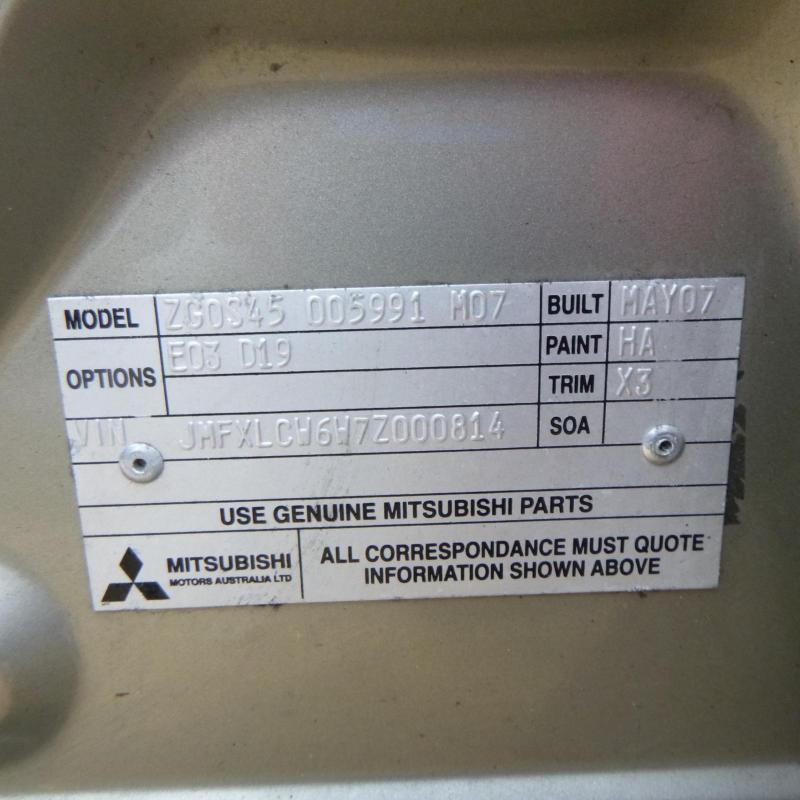 MODEL ZG0S45 005991 M07 BUILT MAY07
OPTIONS E03 D19 PAINT HA
TRIM X3
VIN JMFXLCW6W7Z000814 SOA
USE GENUINE MITSUBISHI PARTS
MITSUBISHI
MOTORS AUSTRALIA LTD
ALL CORRESPONDANCE MUST QUOTE
INFORMATION SHOWN ABOVE